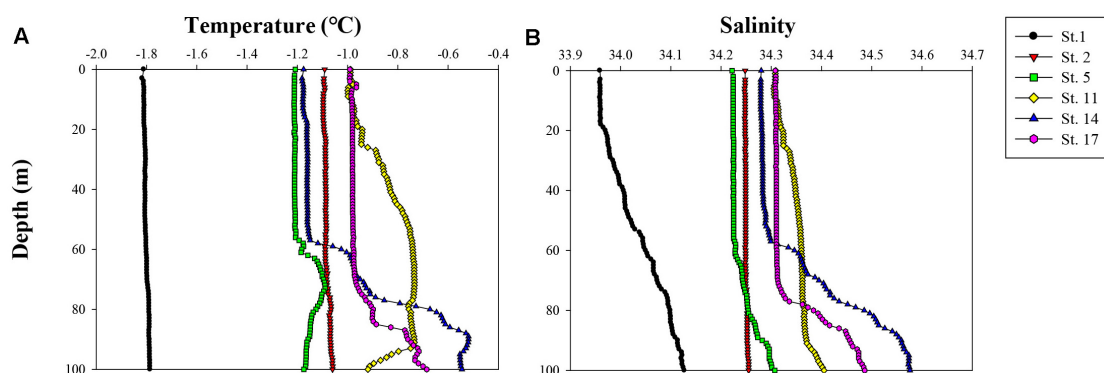 Temperature (°C)
A
-2.0 -1.8 -1.6 -1.4 -1.2 -1.0 -0.8 -0.6 -0.4
0
20
40
60
80
100
Depth (m)
Salinity
B
33.9 34.0 34.1 34.2 34.3 34.4 34.5 34.6 34.7
0
20
40
60
80
100
St.1
St. 2
St. 5
St. 11
St. 14
St. 17